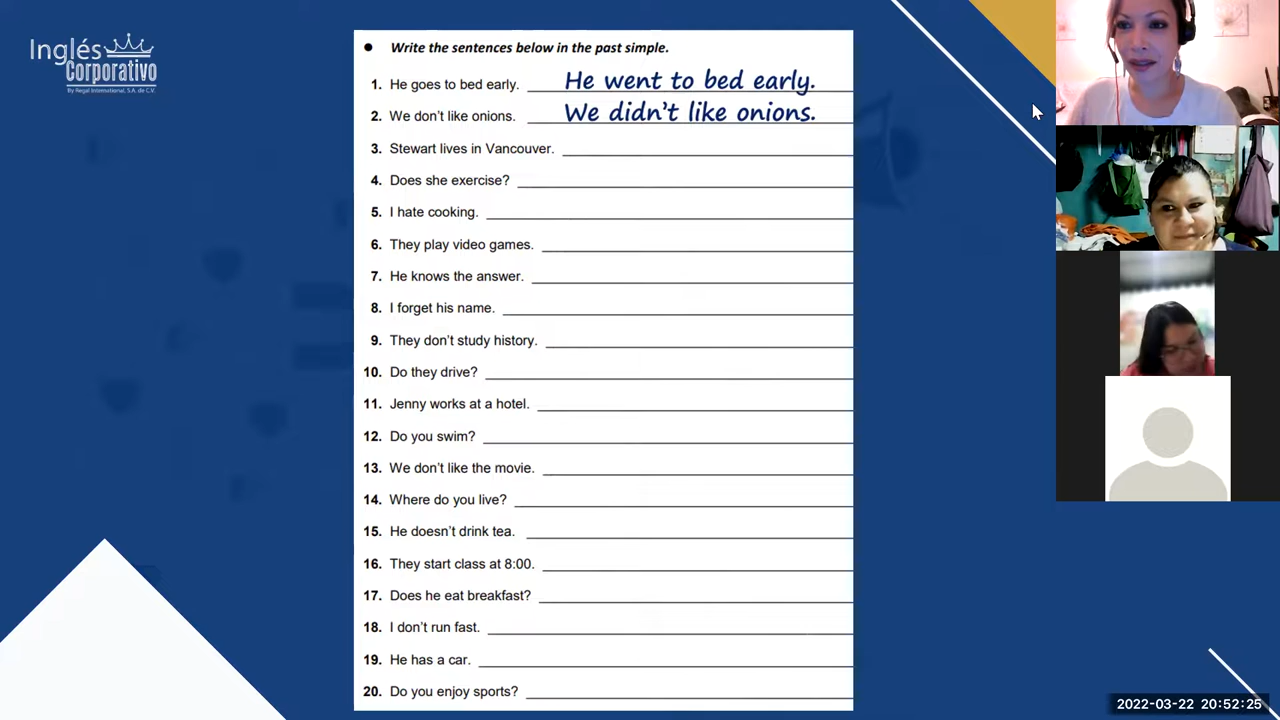 Inglés
Corporativo
By Regal International, S.A. de C.V.
● Write the sentences below in the past simple.
1. He goes to bed early. He went to bed early.
2. We don't like onions. We didn't like onions.
3. Stewart lives in Vancouver.
4. Does she exercise?
5. I hate cooking.
6. They play video games.
7. He knows the answer.
8. I forget his name.
9. They don't study history.
10. Do they drive?
11. Jenny works at a hotel.
12. Do you swim?
13. We don't like the movie.
14. Where do you live?
15. He doesn't drink tea.
16. They start class at 8:00.
17. Does he eat breakfast?
18. I don't run fast.
19. He has a car.
20. Do you enjoy sports?
2022-03-22 20:52:25